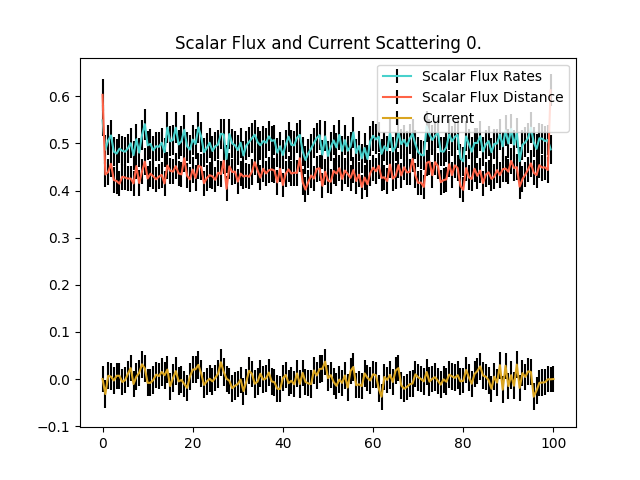 Scalar Flux and Current Scattering 0.
Scalar Flux Rates
Scalar Flux Distance
Current
0.6
0.5
0.4
0.3
0.2
0.1
0.0
−0.1
0 20 40 60 80 100